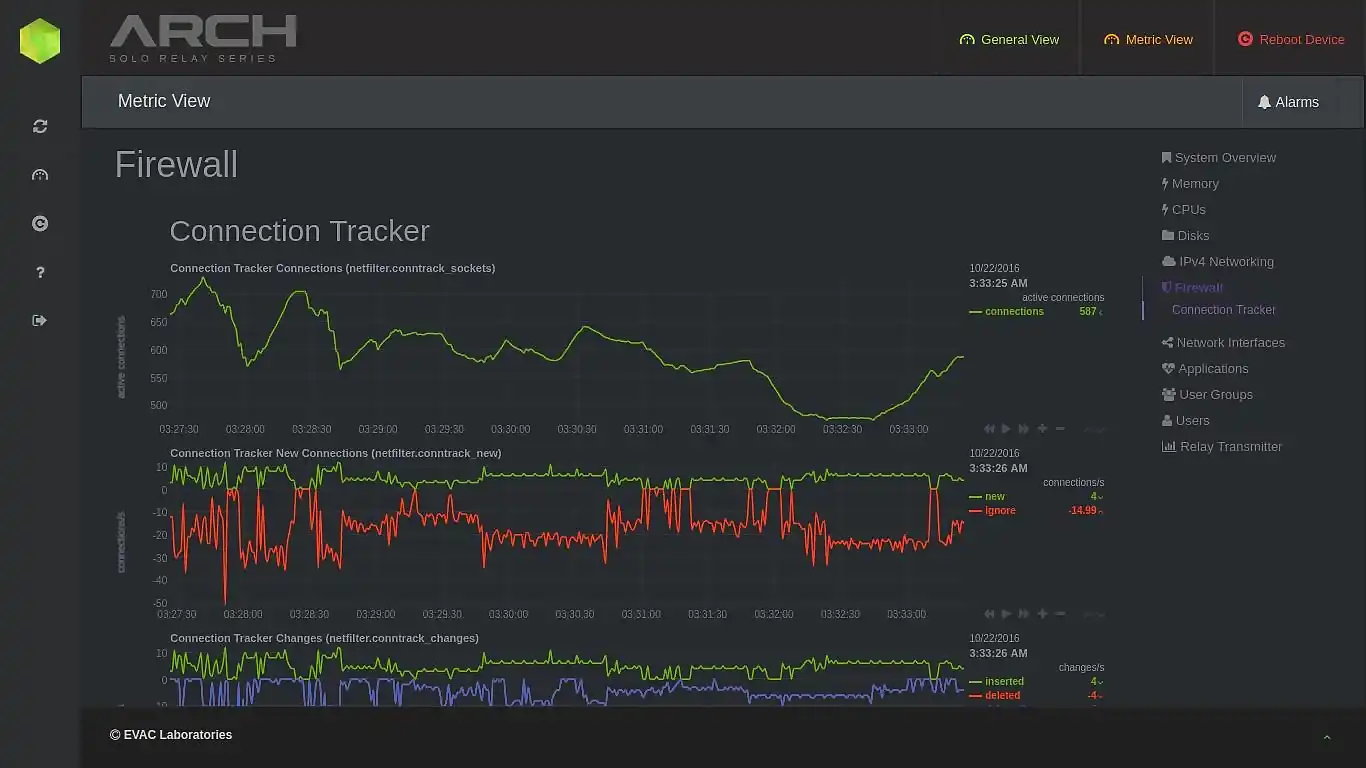 ARCH
SOLO RELAY SERIES
General View
Metric View
Reboot Device
Metric View
Alarms
Firewall
Connection Tracker
Connection Tracker Connections (netfilter.conntrack_sockets)
10/22/2016
3:33:25 AM
active connections
connections 587
active connections
700
650
600
550
500
03:27:30 03:28:00 03:28:30 03:29:00 03:29:30 03:30:00 03:30:30 03:31:00 03:31:30 03:32:00 03:32:30 03:33:00
Connection Tracker New Connections (netfilter.conntrack_new)
10/22/2016
3:33:26 AM
connections/s
new 4
ignore -14.99
connections/s
10
0
-10
-20
-30
-40
-50
03:27:30 03:28:00 03:28:30 03:29:00 03:29:30 03:30:00 03:30:30 03:31:00 03:31:30 03:32:00 03:32:30 03:33:00
Connection Tracker Changes (netfilter.conntrack_changes)
10/22/2016
3:33:26 AM
changes/s
inserted 4
deleted -4
10
0
System Overview
Memory
CPUs
Disks
IPv4 Networking
Firewall
Connection Tracker
Network Interfaces
Applications
User Groups
Users
Relay Transmitter
© EVAC Laboratories